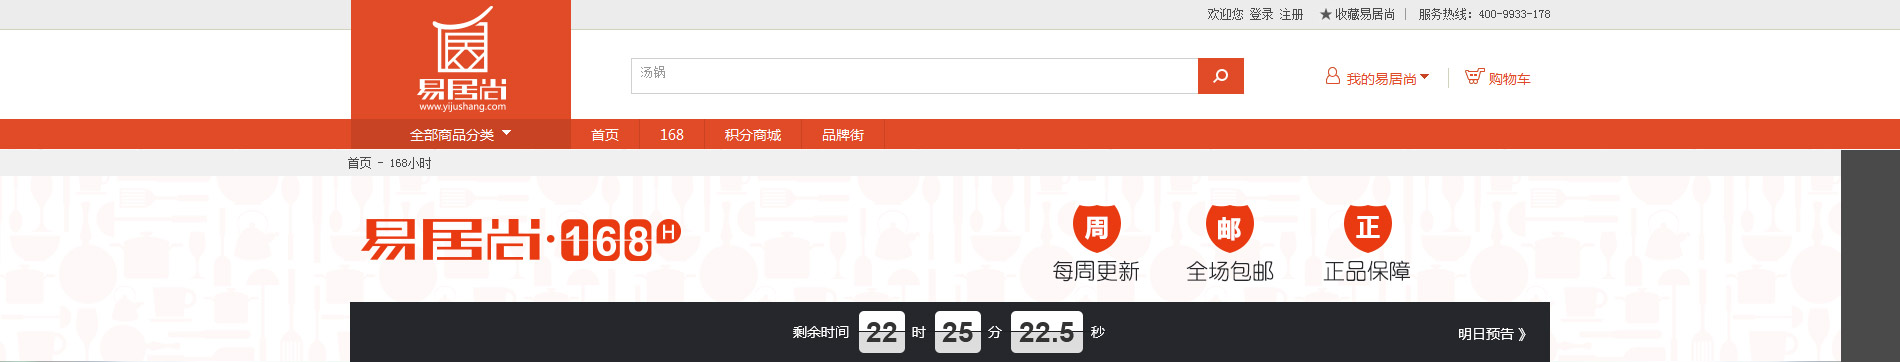 欢迎您 登录 注册 ★收藏易居尚 | 服务热线：400-9933-178
易居尚
www.yijushang.com
汤锅
我的易居尚 购物车
全部商品分类 首页 168 积分商城 品牌街
首页 - 168小时
易居尚·168H
周 邮 正
每周更新 全场包邮 正品保障
剩余时间 22 时 25 分 22.5 秒 明日预告 》